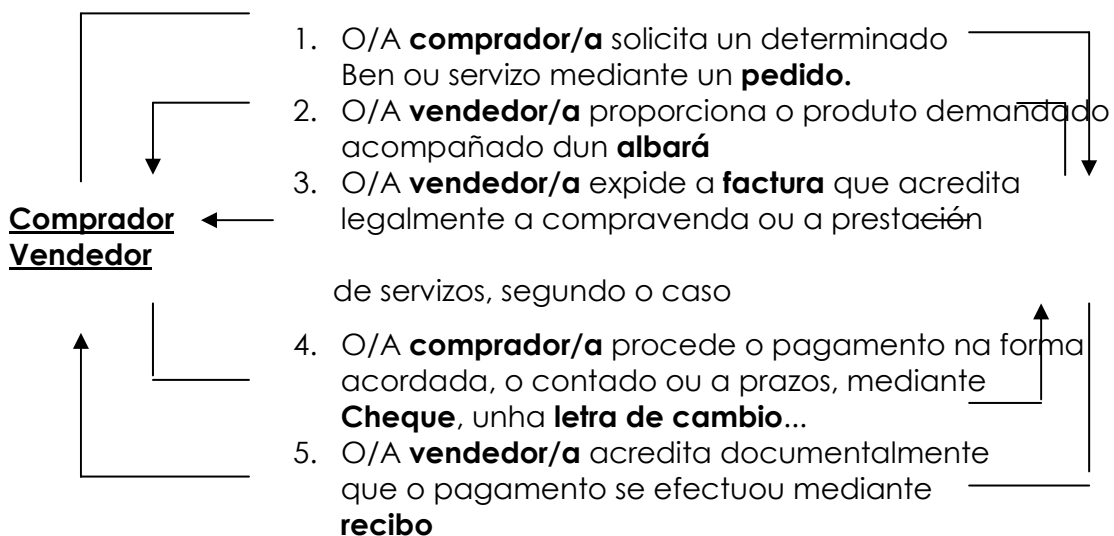 1. O/A comprador/a solicita un determinado
Ben ou servizo mediante un pedido.
2. O/A vendedor/a proporciona o produto demandado
acompañado dun albará
3. O/A vendedor/a expide a factura que acredita
Comprador legalmente a compravenda ou a prestación
Vendedor
de servizos, segundo o caso
4. O/A comprador/a procede o pagamento na forma
acordada, o contado ou a prazos, mediante
Cheque, unha letra de cambio...
5. O/A vendedor/a acredita documentalmente
que o pagamento se efectuou mediante
recibo